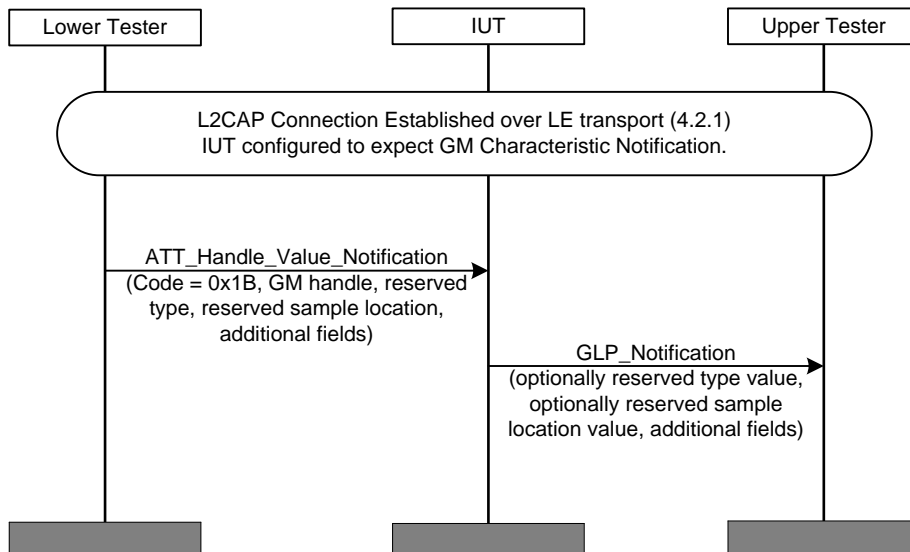 Lower Tester
IUT
Upper Tester
L2CAP Connection Established over LE transport (4.2.1)
IUT configured to expect GM Characteristic Notification.
ATT_Handle_Value_Notification
(Code = 0x1B, GM handle, reserved
type, reserved sample location,
additional fields)
GLP_Notification
(optionally reserved type value,
optionally reserved sample
location value, additional fields)